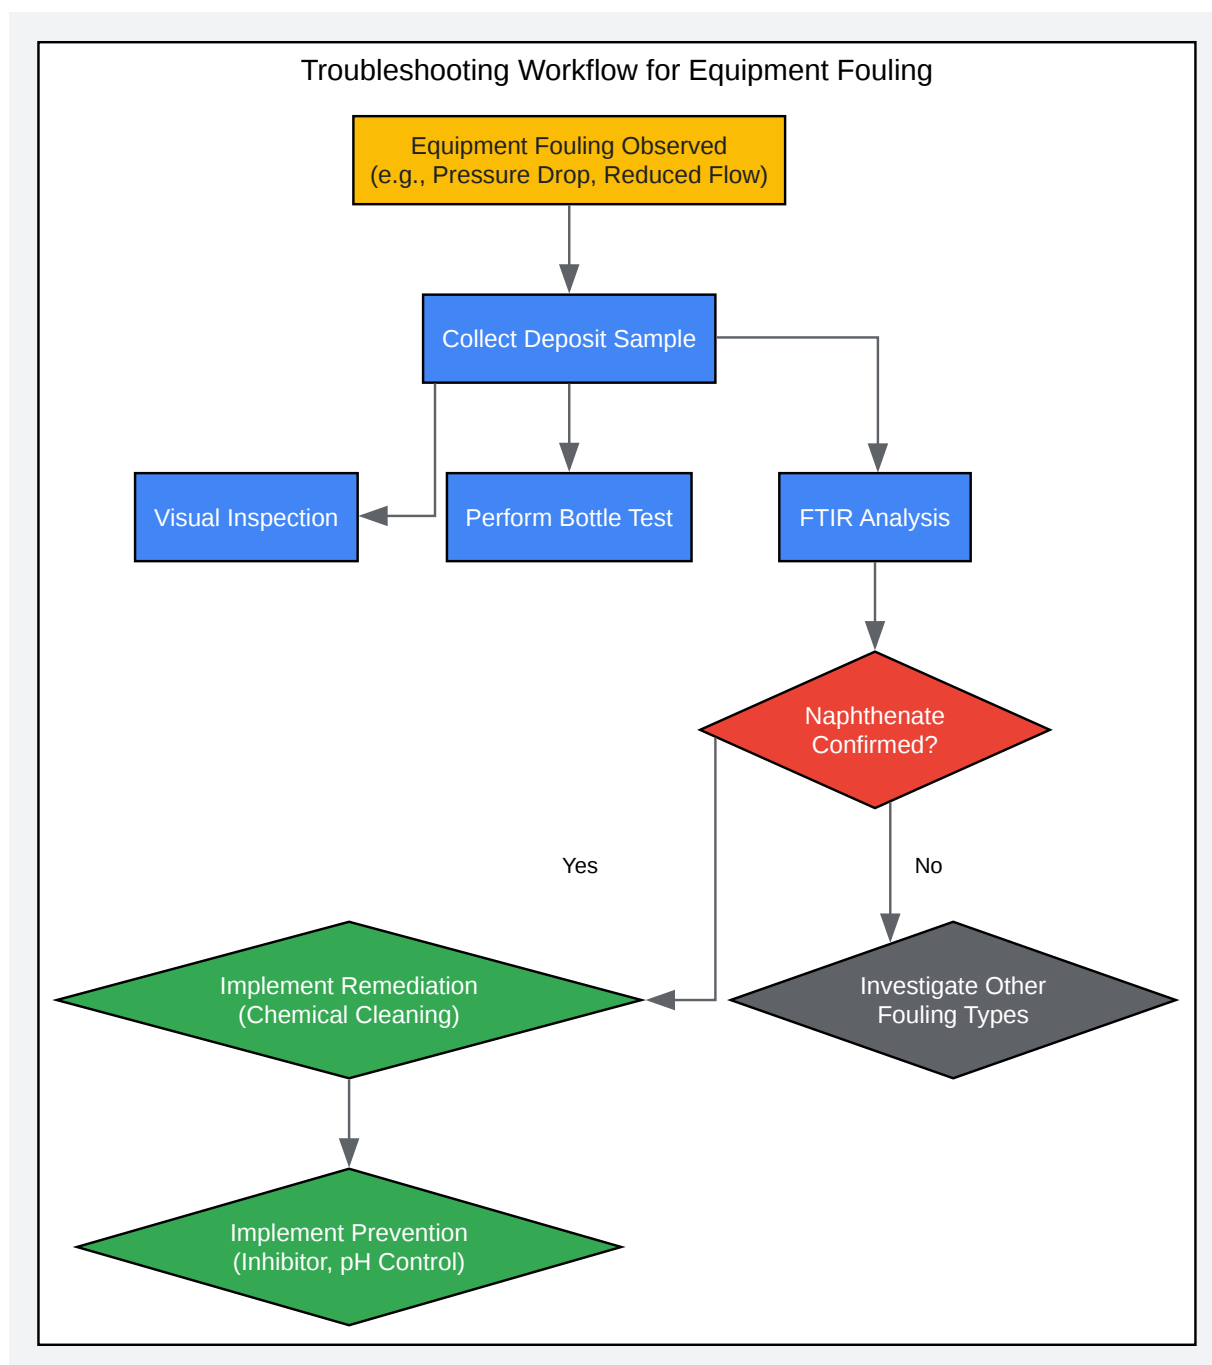 Troubleshooting Workflow for Equipment Fouling
Equipment Fouling Observed
(e.g., Pressure Drop, Reduced Flow)
Collect Deposit Sample
Visual Inspection
Perform Bottle Test
FTIR Analysis
Naphthenate
Confirmed?
Yes
No
Implement Remediation
(Chemical Cleaning)
Investigate Other
Fouling Types
Implement Prevention
(Inhibitor, pH Control)